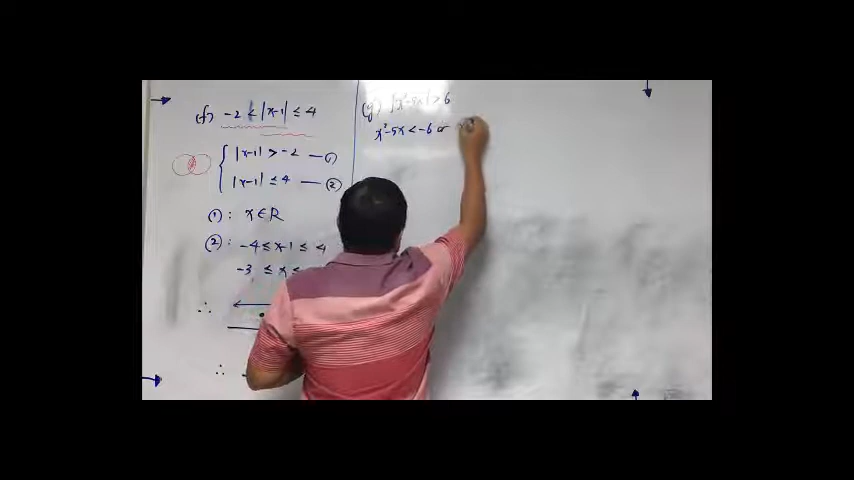 (f) -2 < |x-1| ≤ 4
|x-1| > -2 — ①
|x-1| ≤ 4 — ②
①: x ∈ R
②: -4 ≤ x-1 ≤ 4
-3 ≤ x ≤
∴
∴
(g) |x²-5x| > 6
x²-5x < -6 or